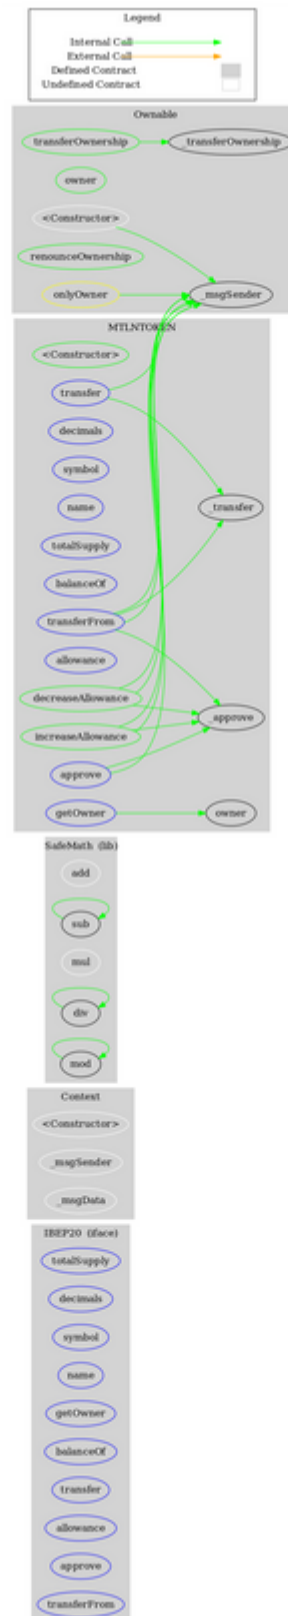 Legend
Internal Call
External Call
Defined Contract
Undefined Contract
Ownable
transferOwnership
_transferOwnership
owner
<Constructor>
renounceOwnership
onlyOwner
_msgSender
MTLNTOKEN
<Constructor>
transfer
decimals
symbol
name
_transfer
totalSupply
balanceOf
transferFrom
allowance
decreaseAllowance
_approve
increaseAllowance
approve
getOwner
owner
SafeMath (lib)
add
sub
mul
div
mod
Context
<Constructor>
_msgSender
_msgData
IBEP20 (iface)
totalSupply
decimals
symbol
name
getOwner
balanceOf
transfer
allowance
approve
transferFrom